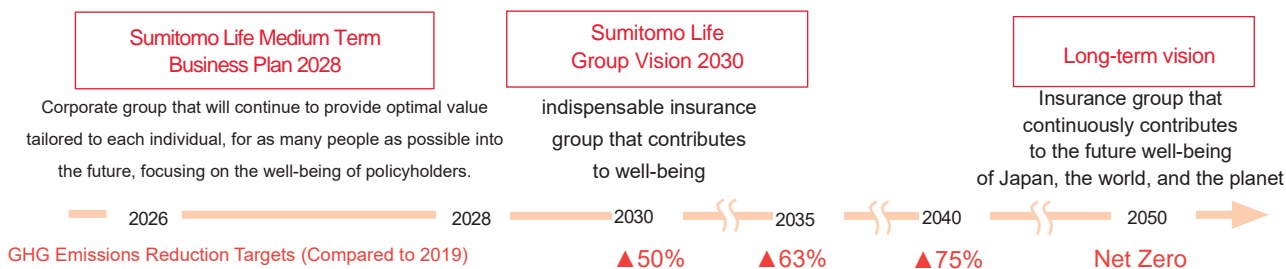 Sumitomo Life Medium Term
Business Plan 2028
Corporate group that will continue to provide optimal value
tailored to each individual, for as many people as possible into
the future, focusing on the well-being of policyholders.
Sumitomo Life
Group Vision 2030
indispensable insurance
group that contributes
to well-being
Long-term vision
Insurance group that
continuously contributes
to the future well-being
of Japan, the world, and the planet
2026 2028 2030 2035 2040 2050
GHG Emissions Reduction Targets (Compared to 2019) ▲50% ▲63% ▲75% Net Zero